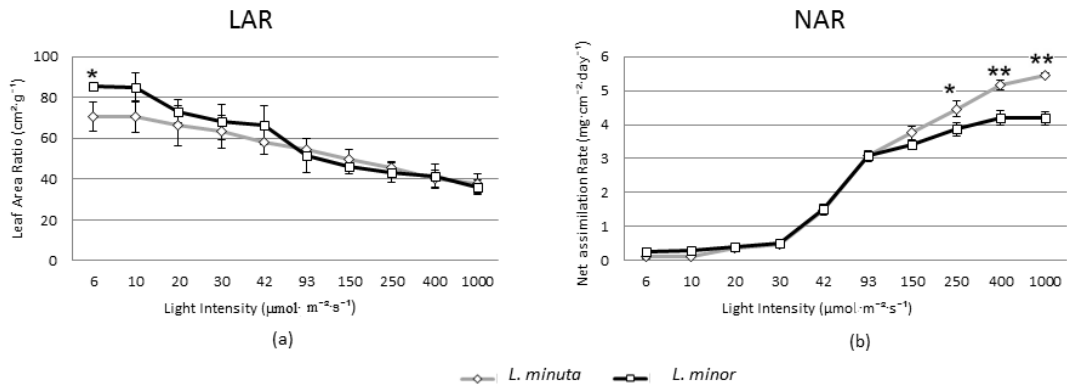 LAR
NAR
*
* ** **
Leaf Area Ratio (cm²·g⁻¹)
100
80
60
40
20
0
6 10 20 30 42 93 150 250 400 1000
Light Intensity (μmol· m⁻²·s⁻¹)
(a)
Net assimilation Rate (mg·cm⁻²·day⁻¹)
6
5
4
3
2
1
0
6 10 20 30 42 93 150 250 400 1000
Light Intensity (μmol ·m⁻²·s⁻¹)
(b)
L. minuta L. minor